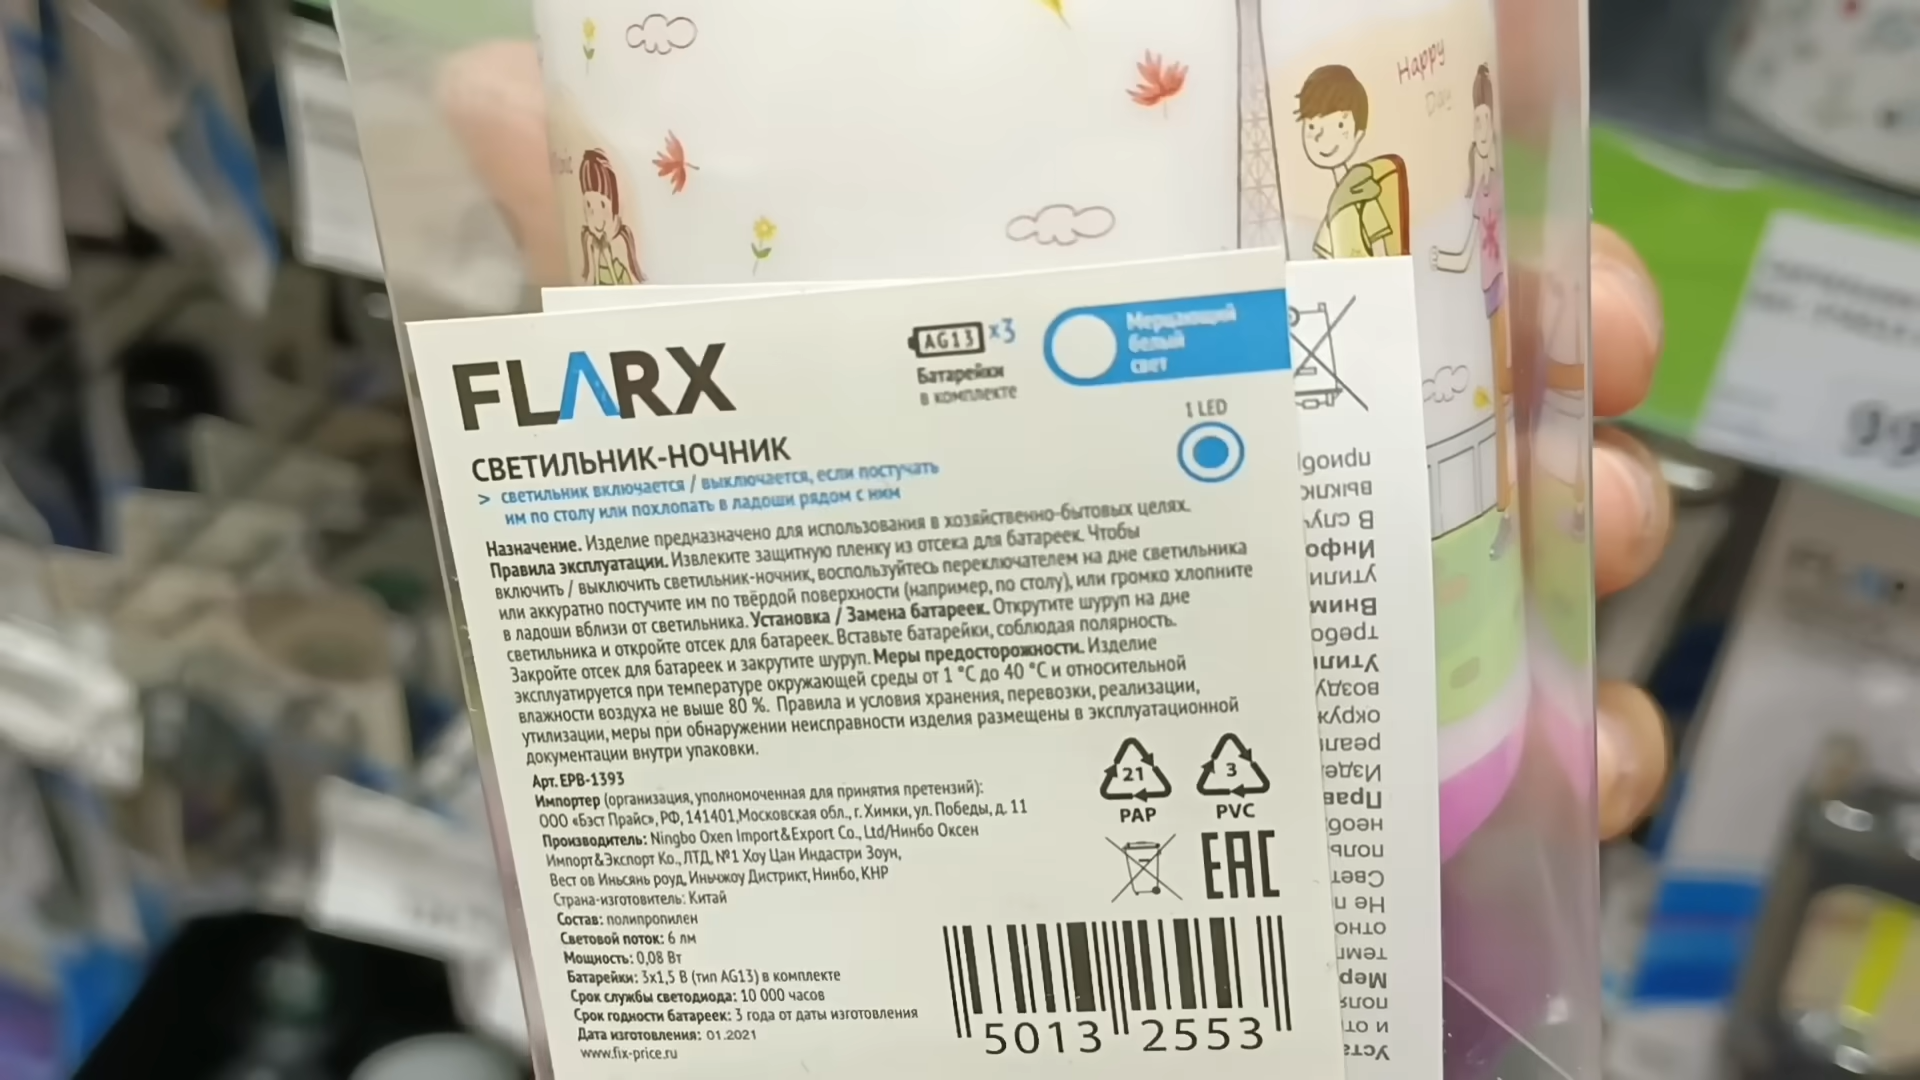 Happy
Day
FLARX
AG13 x3
Батарейки
в комплекте
Мерцающий
белый
свет
1 LED
СВЕТИЛЬНИК-НОЧНИК
> светильник включается / выключается, если постучать
им по столу или похлопать в ладоши рядом с ним
Назначение. Изделие предназначено для использования в хозяйственно-бытовых целях.
Правила эксплуатации. Извлеките защитную пленку из отсека для батареек. Чтобы
включить / выключить светильник-ночник, воспользуйтесь переключателем на дне светильника
или аккуратно постучите им по твёрдой поверхности (например, по столу), или громко хлопните
в ладоши вблизи от светильника. Установка / Замена батареек. Открутите шуруп на дне
светильника и откройте отсек для батареек. Вставьте батарейки, соблюдая полярность.
Закройте отсек для батареек и закрутите шуруп. Меры предосторожности. Изделие
эксплуатируется при температуре окружающей среды от 1 °C до 40 °C и относительной
влажности воздуха не выше 80 %. Правила и условия хранения, перевозки, реализации,
утилизации, меры при обнаружении неисправности изделия размещены в эксплуатационной
документации внутри упаковки.
Арт. EPB-1393
Импортер (организация, уполномоченная для принятия претензий):
ООО «Бэст Прайс», РФ, 141401, Московская обл., г. Химки, ул. Победы, д. 11
Производитель: Ningbo Oxen Import&Export Co., Ltd/Нинбо Оксен
Импорт&Экспорт Ко., ЛТД, №1 Хоу Цан Индастри Зоун,
Вест ов Иньсянь роуд, Иньчжоу Дистрикт, Нинбо, КНР
Страна-изготовитель: Китай
Состав: полипропилен
Световой поток: 6 лм
Мощность: 0,08 Вт
Батарейки: 3x1,5 В (тип AG13) в комплекте
Срок службы светодиода: 10 000 часов
Срок годности батареек: 3 года от даты изготовления
Дата изготовления: 01.2021
www.fix-price.ru
21
PAP
3
PVC
EAC
5013 2553